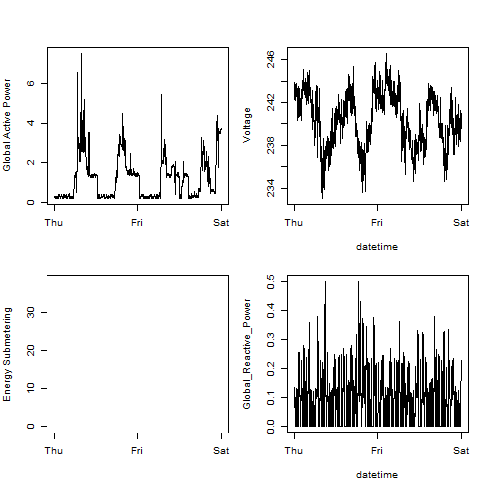 Global Active Power
0 2 4 6
Thu Fri Sat
Voltage
234 238 242 246
Thu Fri Sat
datetime
Energy Submetering
0 10 20 30
Thu Fri Sat
Global_Reactive_Power
0.0 0.1 0.2 0.3 0.4 0.5
Thu Fri Sat
datetime